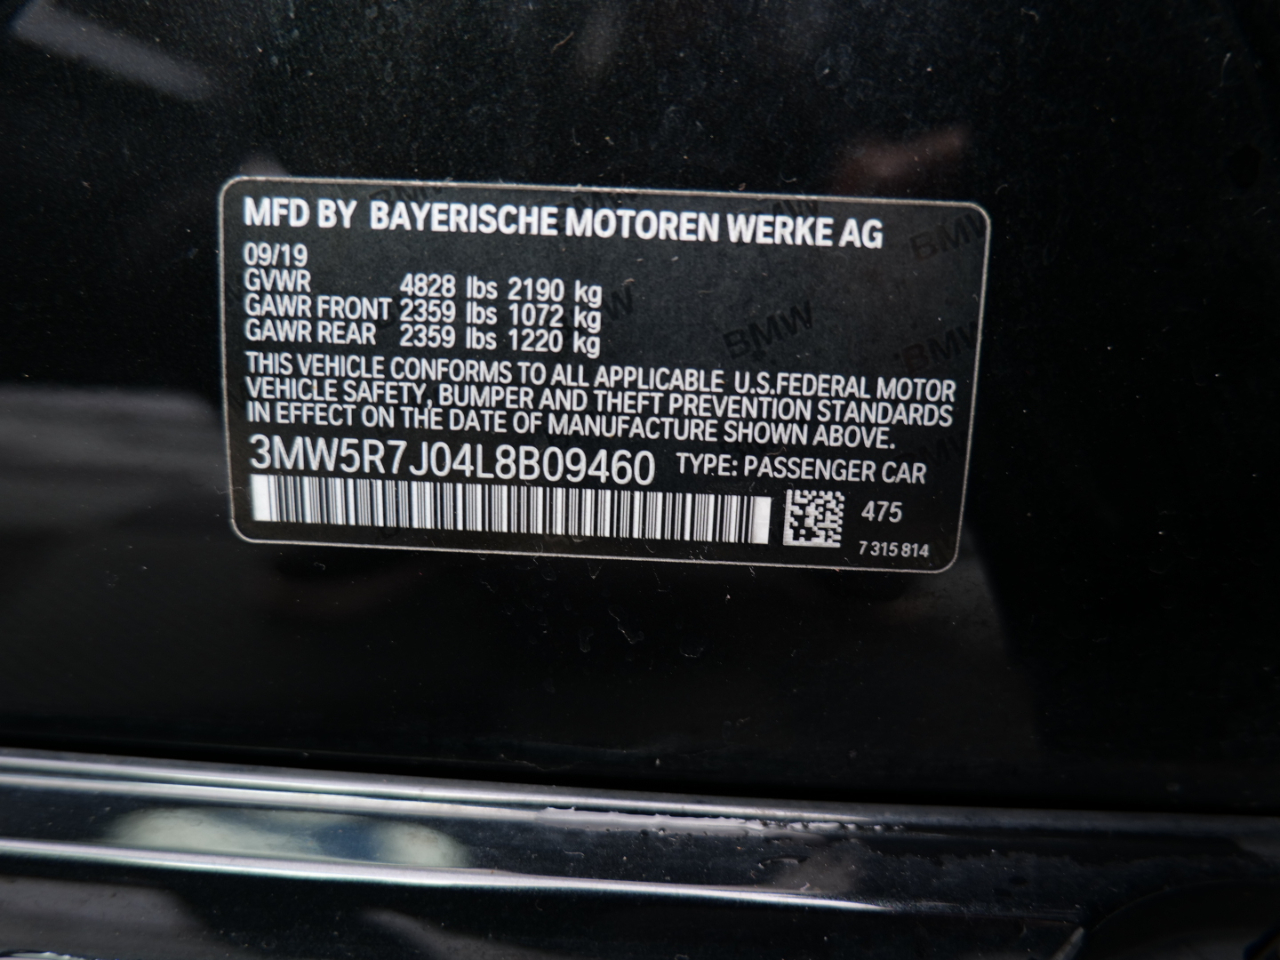 MFD BY BAYERISCHE MOTOREN WERKE AG
09/19
GVWR 4828 lbs 2190 kg
GAWR FRONT 2359 lbs 1072 kg
GAWR REAR 2359 lbs 1220 kg
THIS VEHICLE CONFORMS TO ALL APPLICABLE U.S.FEDERAL MOTOR
VEHICLE SAFETY, BUMPER AND THEFT PREVENTION STANDARDS
IN EFFECT ON THE DATE OF MANUFACTURE SHOWN ABOVE.
3MW5R7J04L8B09460 TYPE: PASSENGER CAR
475
7 315 814
BMW
BMW
BMW